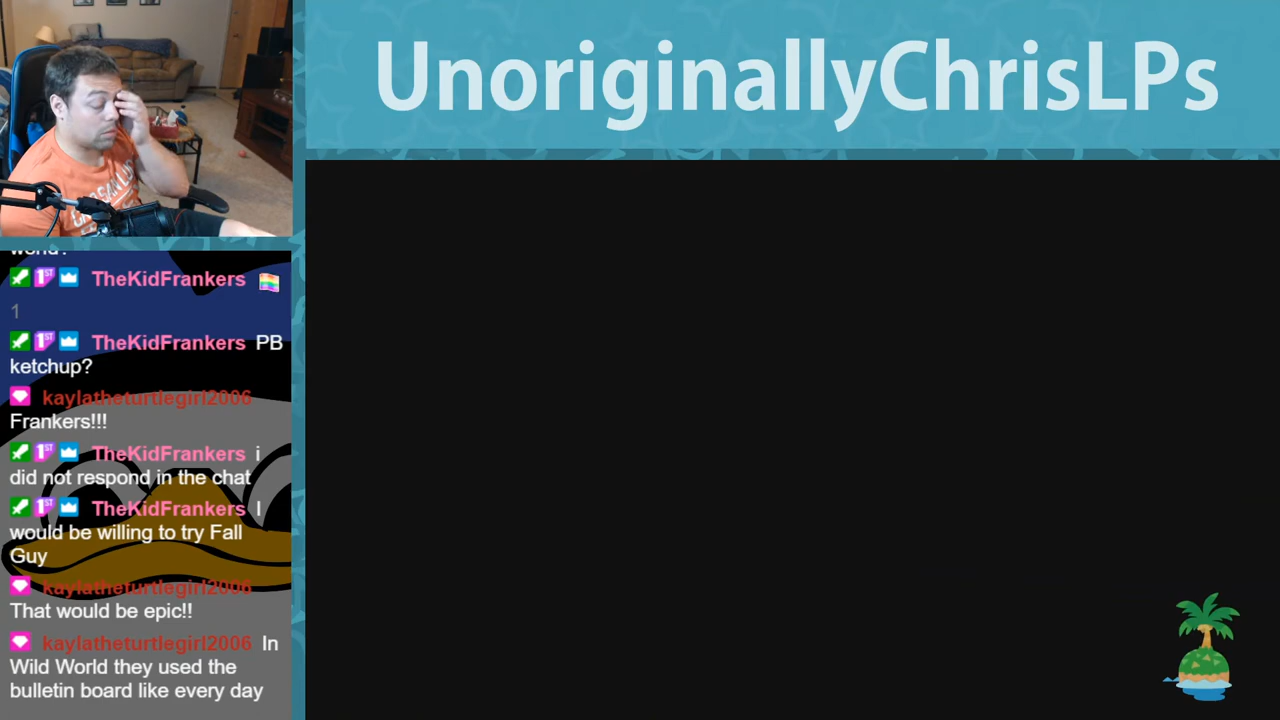 UnoriginallyChrisLPs
world?
TheKidFrankers
1
TheKidFrankers PB
ketchup?
kaylatheturtlegirl2006
Frankers!!!
TheKidFrankers i
did not respond in the chat
TheKidFrankers I
would be willing to try Fall
Guy
kaylatheturtlegirl2006
That would be epic!!
kaylatheturtlegirl2006 In
Wild World they used the
bulletin board like every day